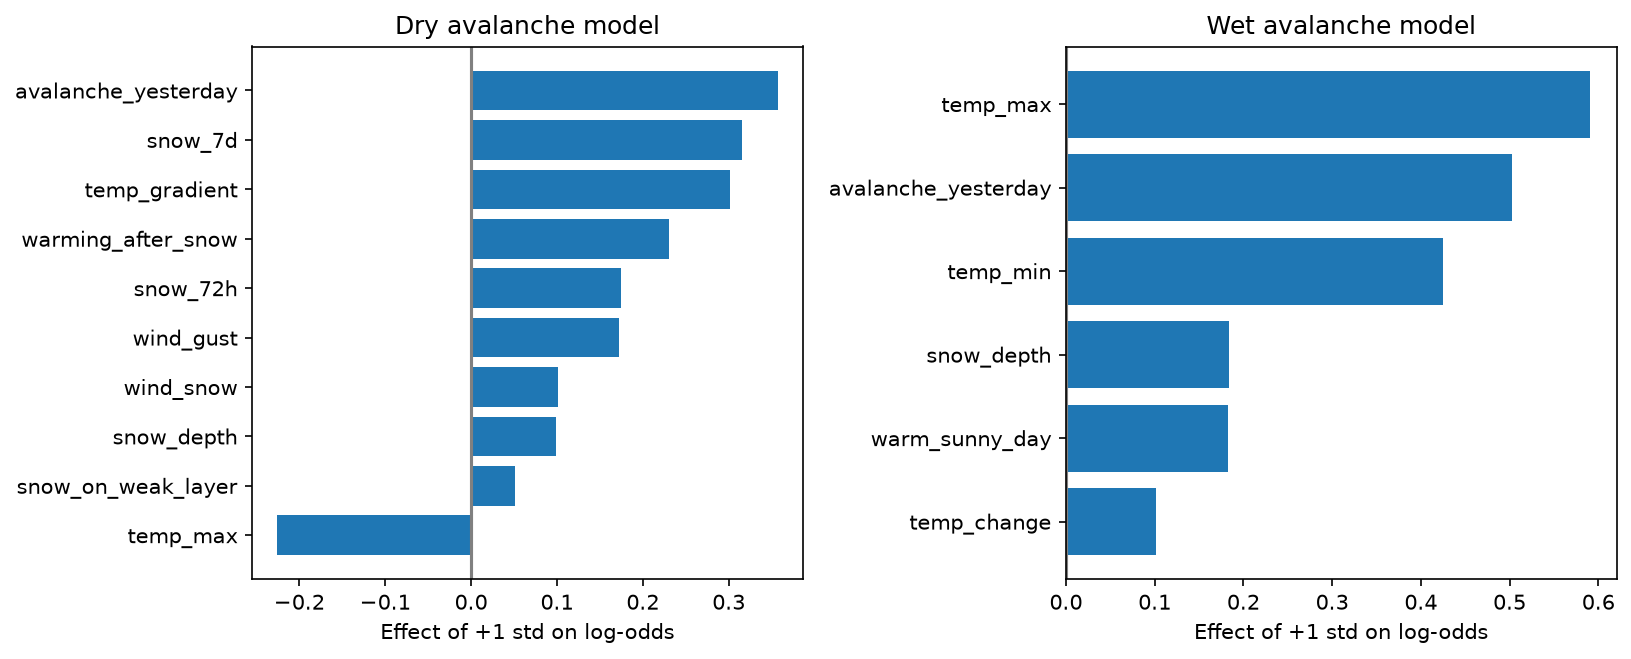 Dry avalanche model
avalanche_yesterday
snow_7d
temp_gradient
warming_after_snow
snow_72h
wind_gust
wind_snow
snow_depth
snow_on_weak_layer
temp_max
−0.2 −0.1 0.0 0.1 0.2 0.3
Effect of +1 std on log-odds
Wet avalanche model
temp_max
avalanche_yesterday
temp_min
snow_depth
warm_sunny_day
temp_change
0.0 0.1 0.2 0.3 0.4 0.5 0.6
Effect of +1 std on log-odds